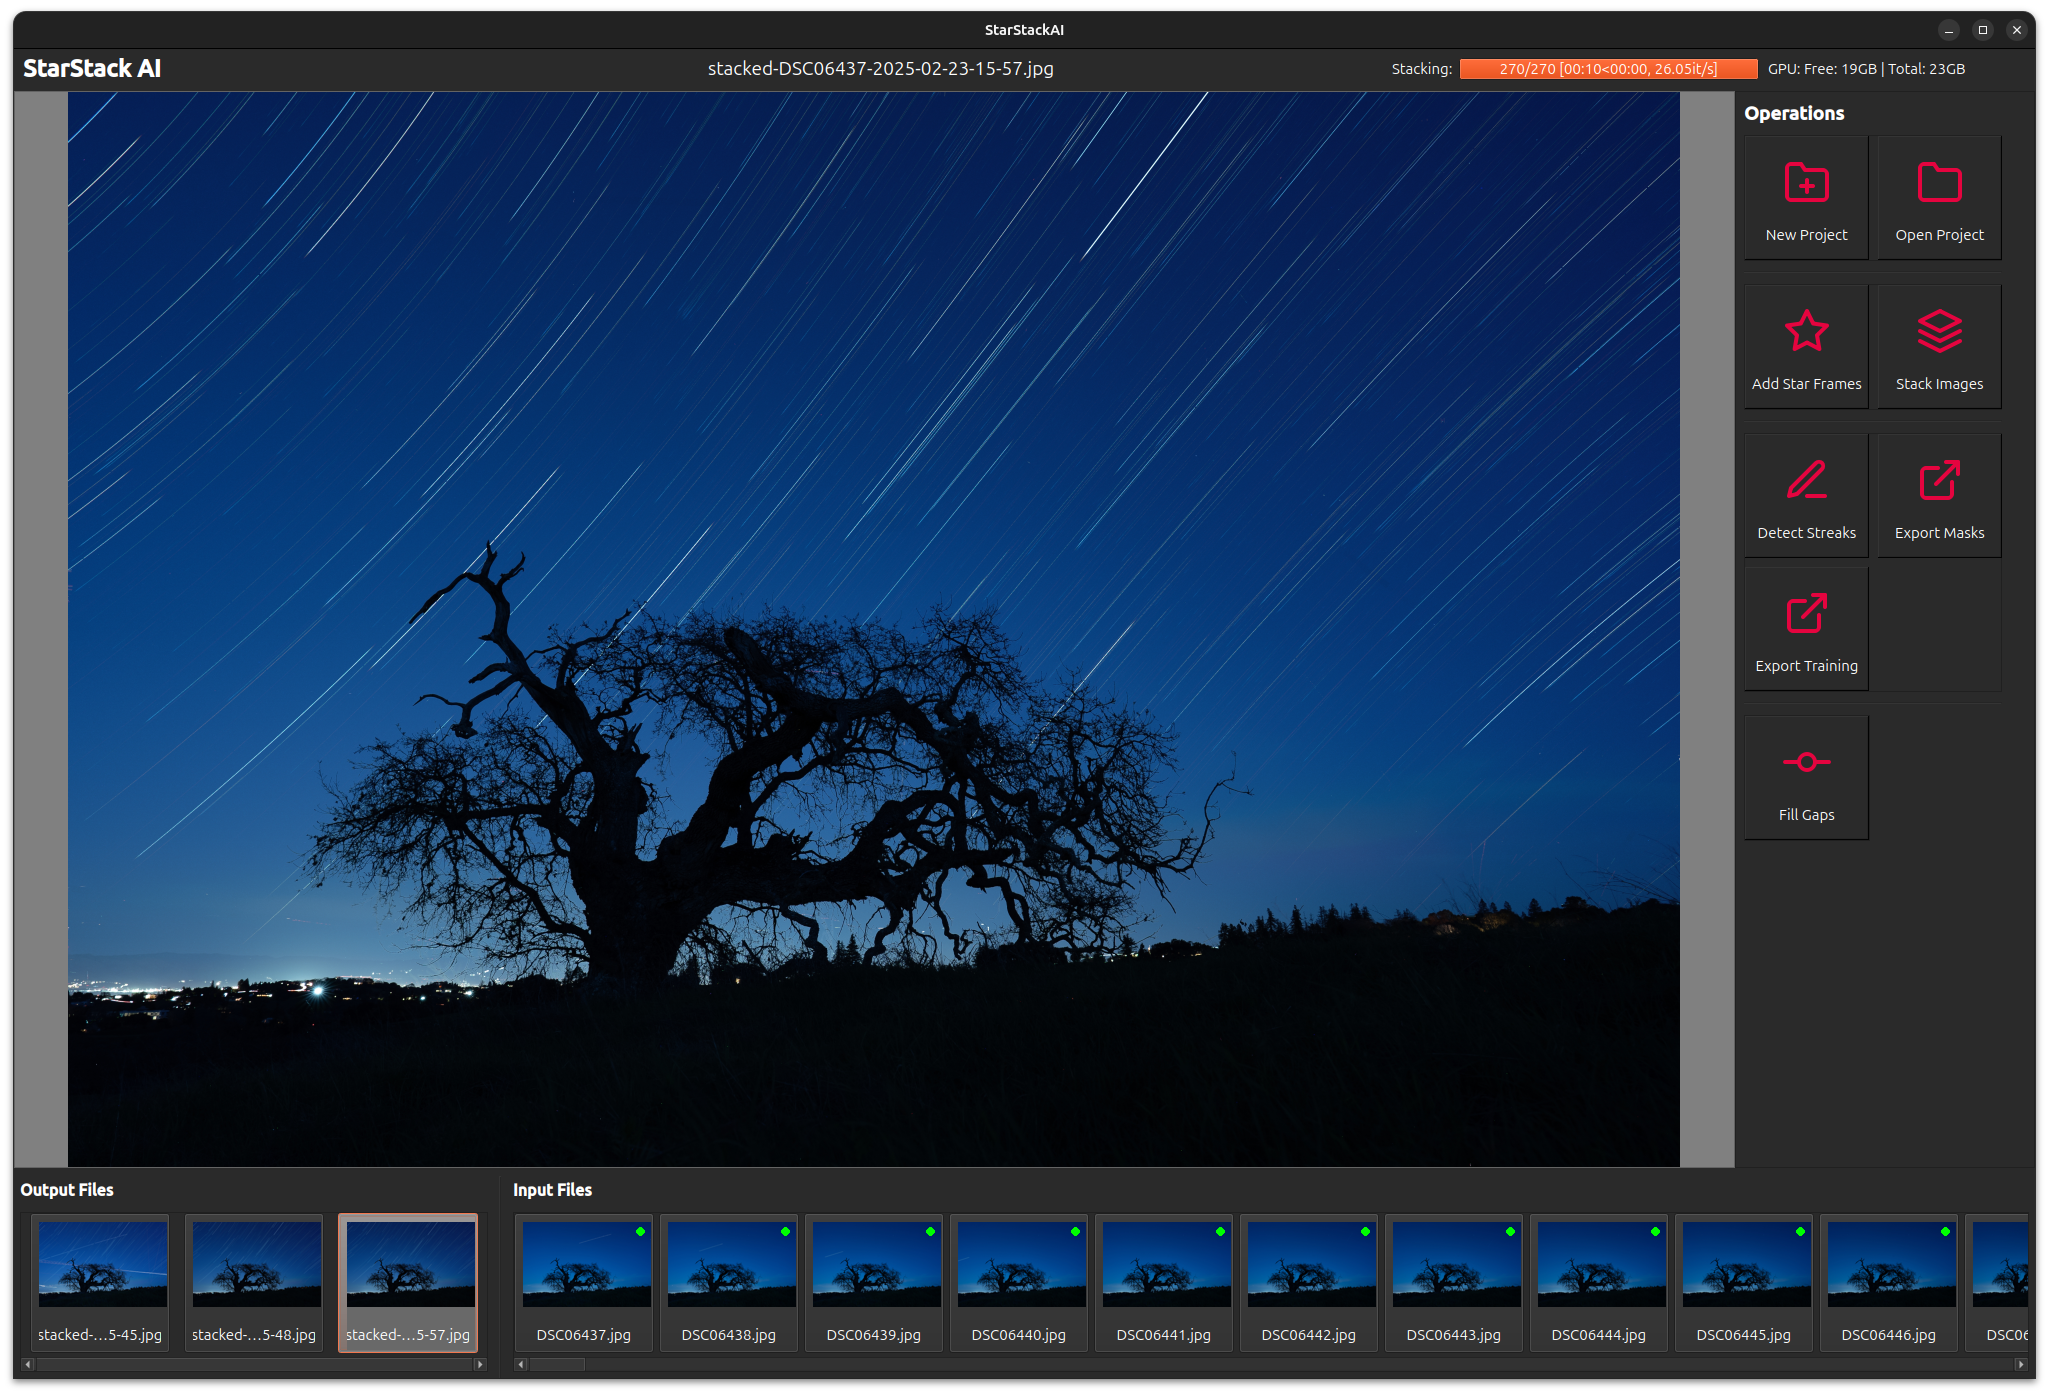 StarStackAI
StarStack AI
stacked-DSC06437-2025-02-23-15-57.jpg
Stacking:
270/270 [00:10<00:00, 26.05it/s]
GPU: Free: 19GB | Total: 23GB
Operations
New Project
Open Project
Add Star Frames
Stack Images
Detect Streaks
Export Masks
Export Training
Fill Gaps
Output Files
stacked-...5-45.jpg
stacked-...5-48.jpg
stacked-...5-57.jpg
Input Files
DSC06437.jpg
DSC06438.jpg
DSC06439.jpg
DSC06440.jpg
DSC06441.jpg
DSC06442.jpg
DSC06443.jpg
DSC06444.jpg
DSC06445.jpg
DSC06446.jpg